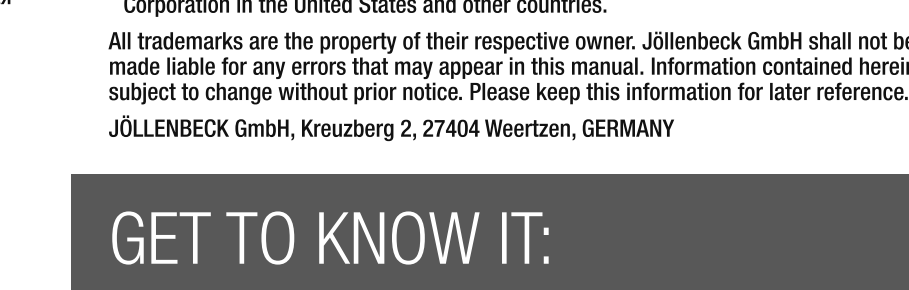 Corporation in the United States and other countries.
All trademarks are the property of their respective owner. Jöllenbeck GmbH shall not be
made liable for any errors that may appear in this manual. Information contained herein
subject to change without prior notice. Please keep this information for later reference.
JÖLLENBECK GmbH, Kreuzberg 2, 27404 Weertzen, GERMANY
GET TO KNOW IT: